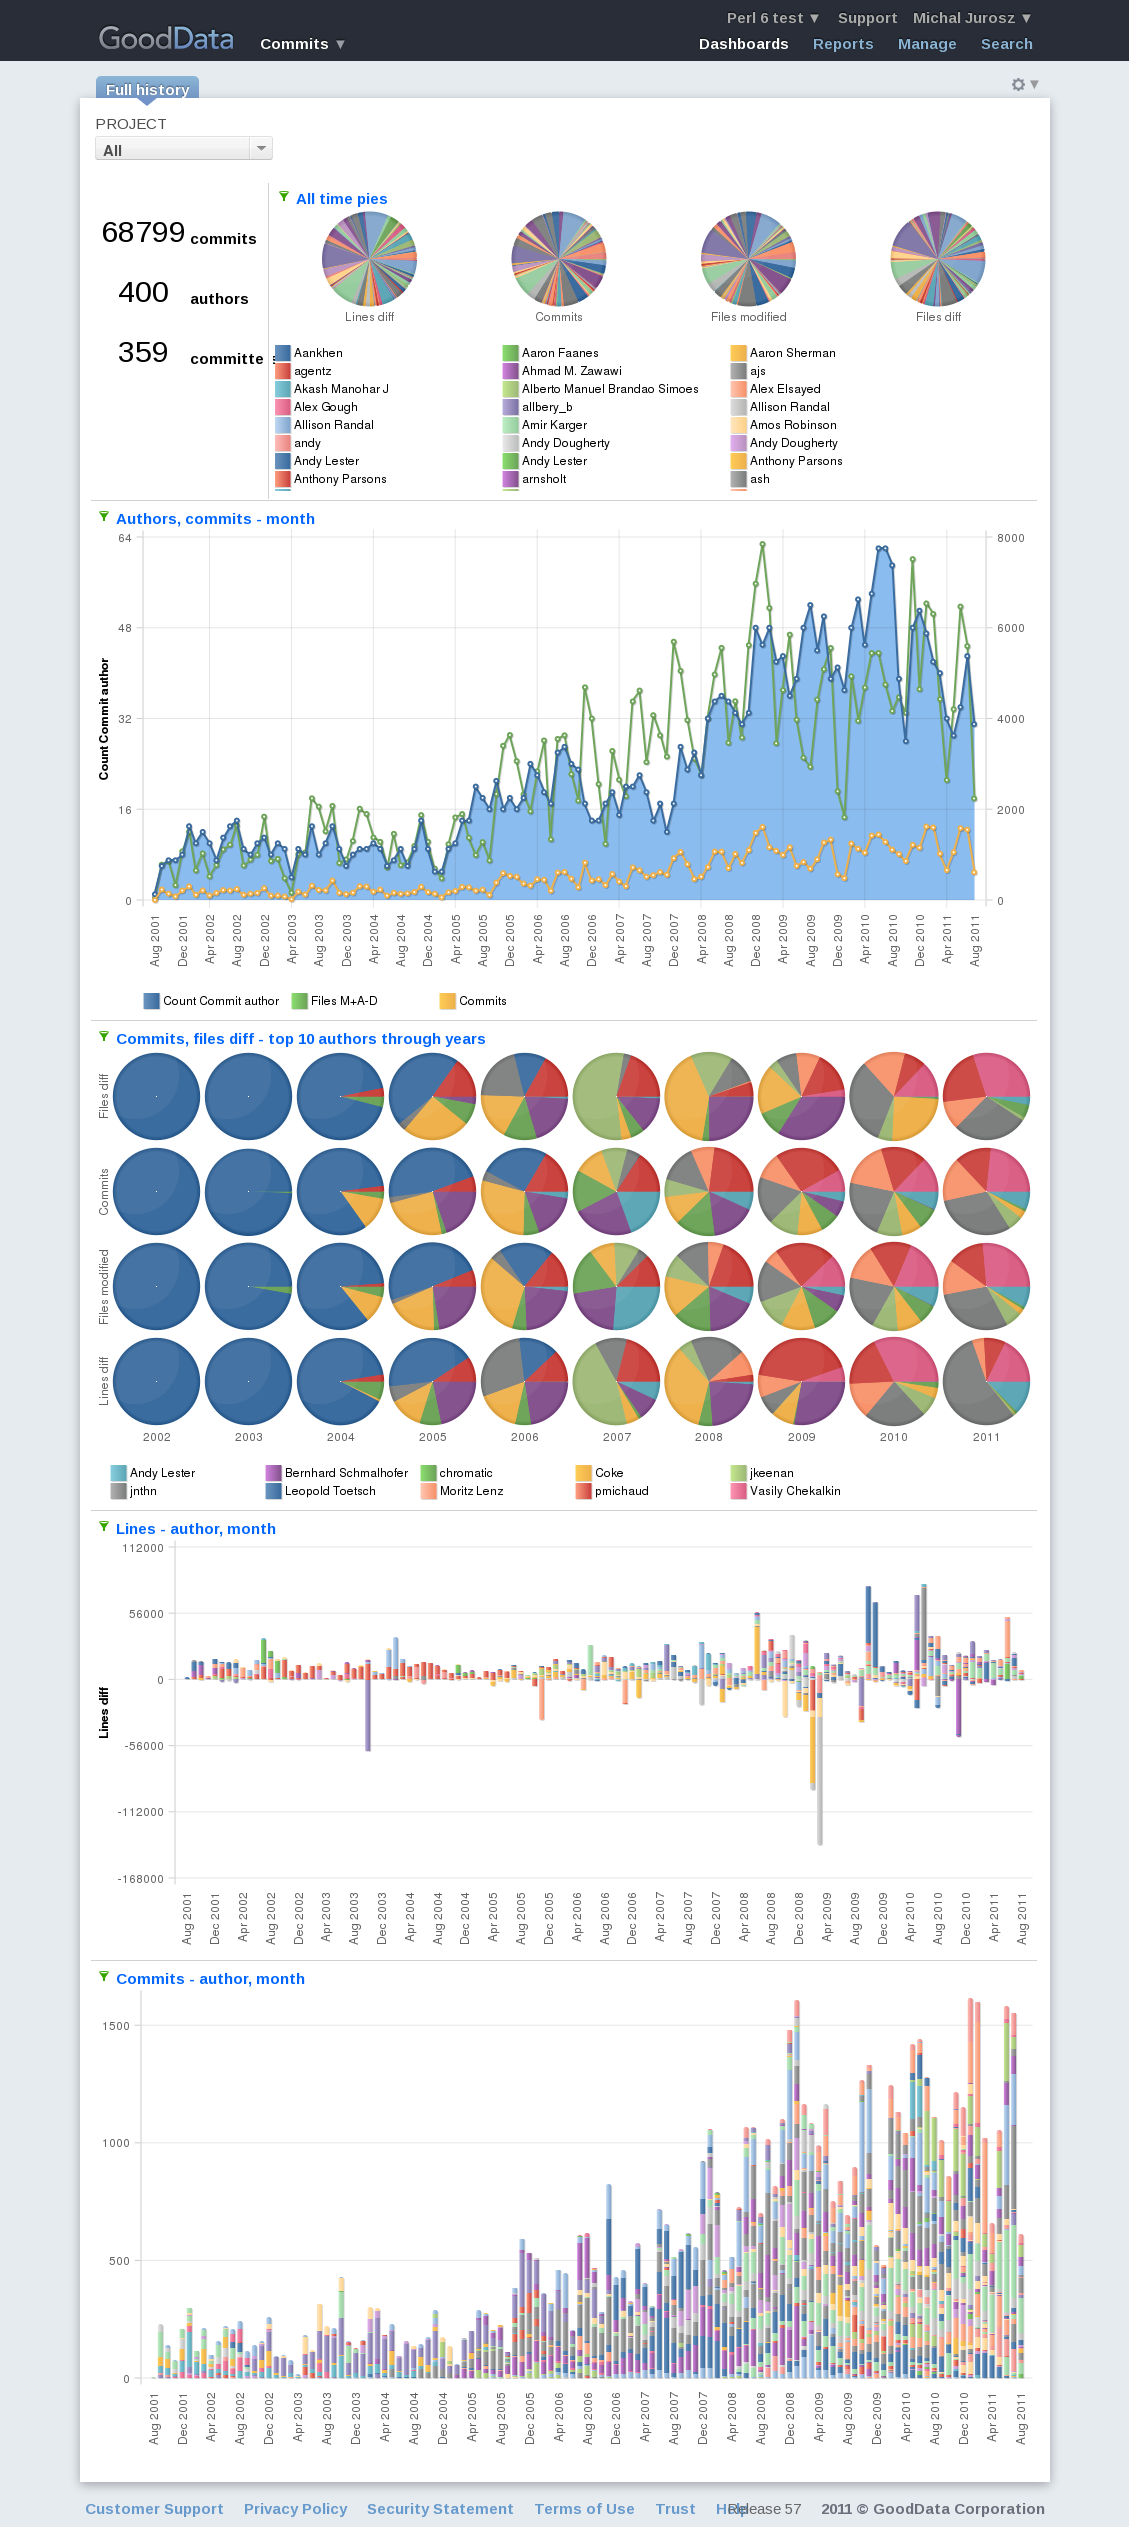 Perl 6 test ▼ Support Michal Jurosz ▼
GoodData Commits ▼ Dashboards Reports Manage Search
Full history
PROJECT
All
68799 commits
400 authors
359 committe
All time pies
Lines diff Commits Files modified Files diff
Aankhen Aaron Faanes Aaron Sherman
agentz Ahmad M. Zawawi ajs
Akash Manohar J Alberto Manuel Brandao Simoes Alex Elsayed
Alex Gough allbery_b Allison Randal
Allison Randal Amir Karger Amos Robinson
andy Andy Dougherty Andy Dougherty
Andy Lester Andy Lester Anthony Parsons
Anthony Parsons arnsholt ash
Authors, commits - month
64 8000
48 6000
32 4000
16 2000
0 0
Count Commit author
Aug 2001 Dec 2001 Apr 2002 Aug 2002 Dec 2002 Apr 2003 Aug 2003 Dec 2003 Apr 2004 Aug 2004 Dec 2004 Apr 2005 Aug 2005 Dec 2005 Apr 2006 Aug 2006 Dec 2006 Apr 2007 Aug 2007 Dec 2007 Apr 2008 Aug 2008 Dec 2008 Apr 2009 Aug 2009 Dec 2009 Apr 2010 Aug 2010 Dec 2010 Apr 2011 Aug 2011
Count Commit author Files M+A-D Commits
Commits, files diff - top 10 authors through years
Files diff
Commits
Files modified
Lines diff
2002 2003 2004 2005 2006 2007 2008 2009 2010 2011
Andy Lester Bernhard Schmalhofer chromatic Coke jkeenan
jnthn Leopold Toetsch Moritz Lenz pmichaud Vasily Chekalkin
Lines - author, month
112000
56000
0
-56000
-112000
-168000
Lines diff
Aug 2001 Dec 2001 Apr 2002 Aug 2002 Dec 2002 Apr 2003 Aug 2003 Dec 2003 Apr 2004 Aug 2004 Dec 2004 Apr 2005 Aug 2005 Dec 2005 Apr 2006 Aug 2006 Dec 2006 Apr 2007 Aug 2007 Dec 2007 Apr 2008 Aug 2008 Dec 2008 Apr 2009 Aug 2009 Dec 2009 Apr 2010 Aug 2010 Dec 2010 Apr 2011 Aug 2011
Commits - author, month
1500
1000
500
0
Aug 2001 Dec 2001 Apr 2002 Aug 2002 Dec 2002 Apr 2003 Aug 2003 Dec 2003 Apr 2004 Aug 2004 Dec 2004 Apr 2005 Aug 2005 Dec 2005 Apr 2006 Aug 2006 Dec 2006 Apr 2007 Aug 2007 Dec 2007 Apr 2008 Aug 2008 Dec 2008 Apr 2009 Aug 2009 Dec 2009 Apr 2010 Aug 2010 Dec 2010 Apr 2011 Aug 2011
Customer Support Privacy Policy Security Statement Terms of Use Trust Help Release 57 2011 © GoodData Corporation